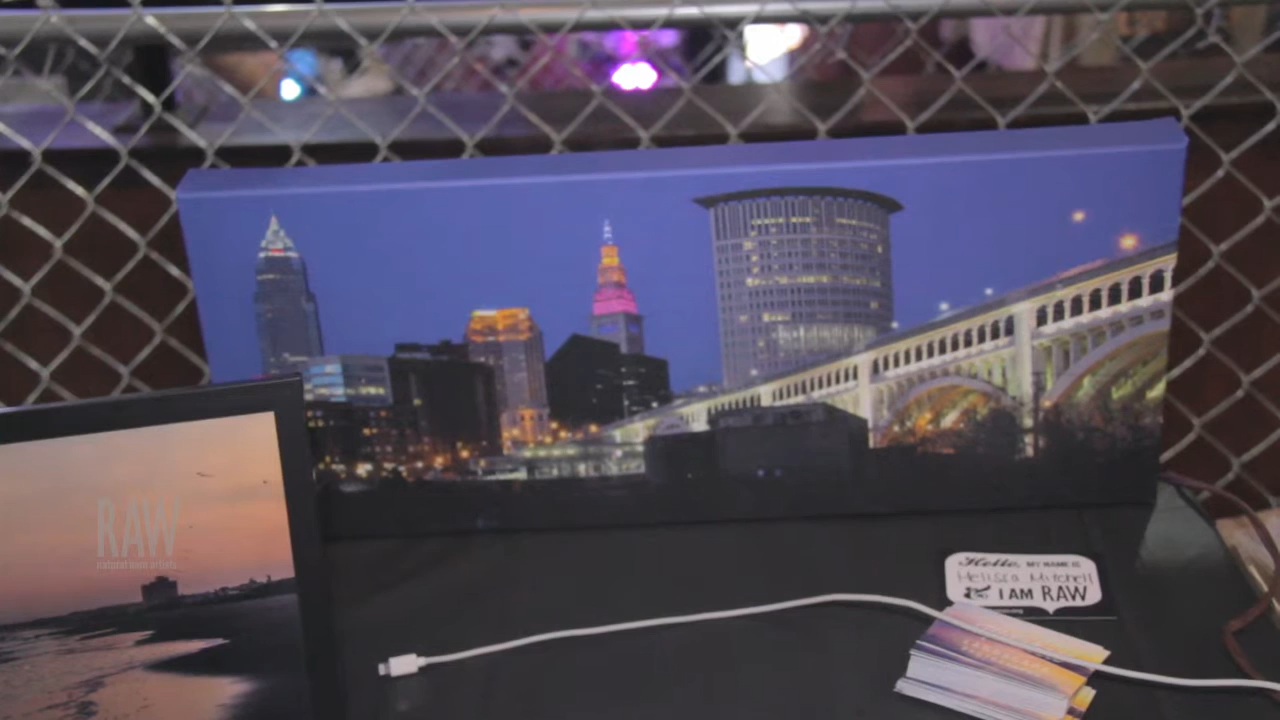 RAW
natural born artists
Hello, MY NAME IS
Melissa Mitchell
I AM RAW